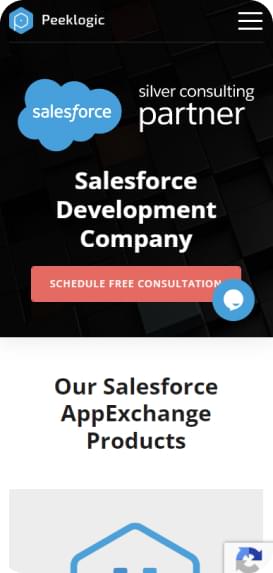 Peeklogic
salesforce
silver consulting
partner
Salesforce
Development
Company
SCHEDULE FREE CONSULTATION
Our Salesforce
AppExchange
Products